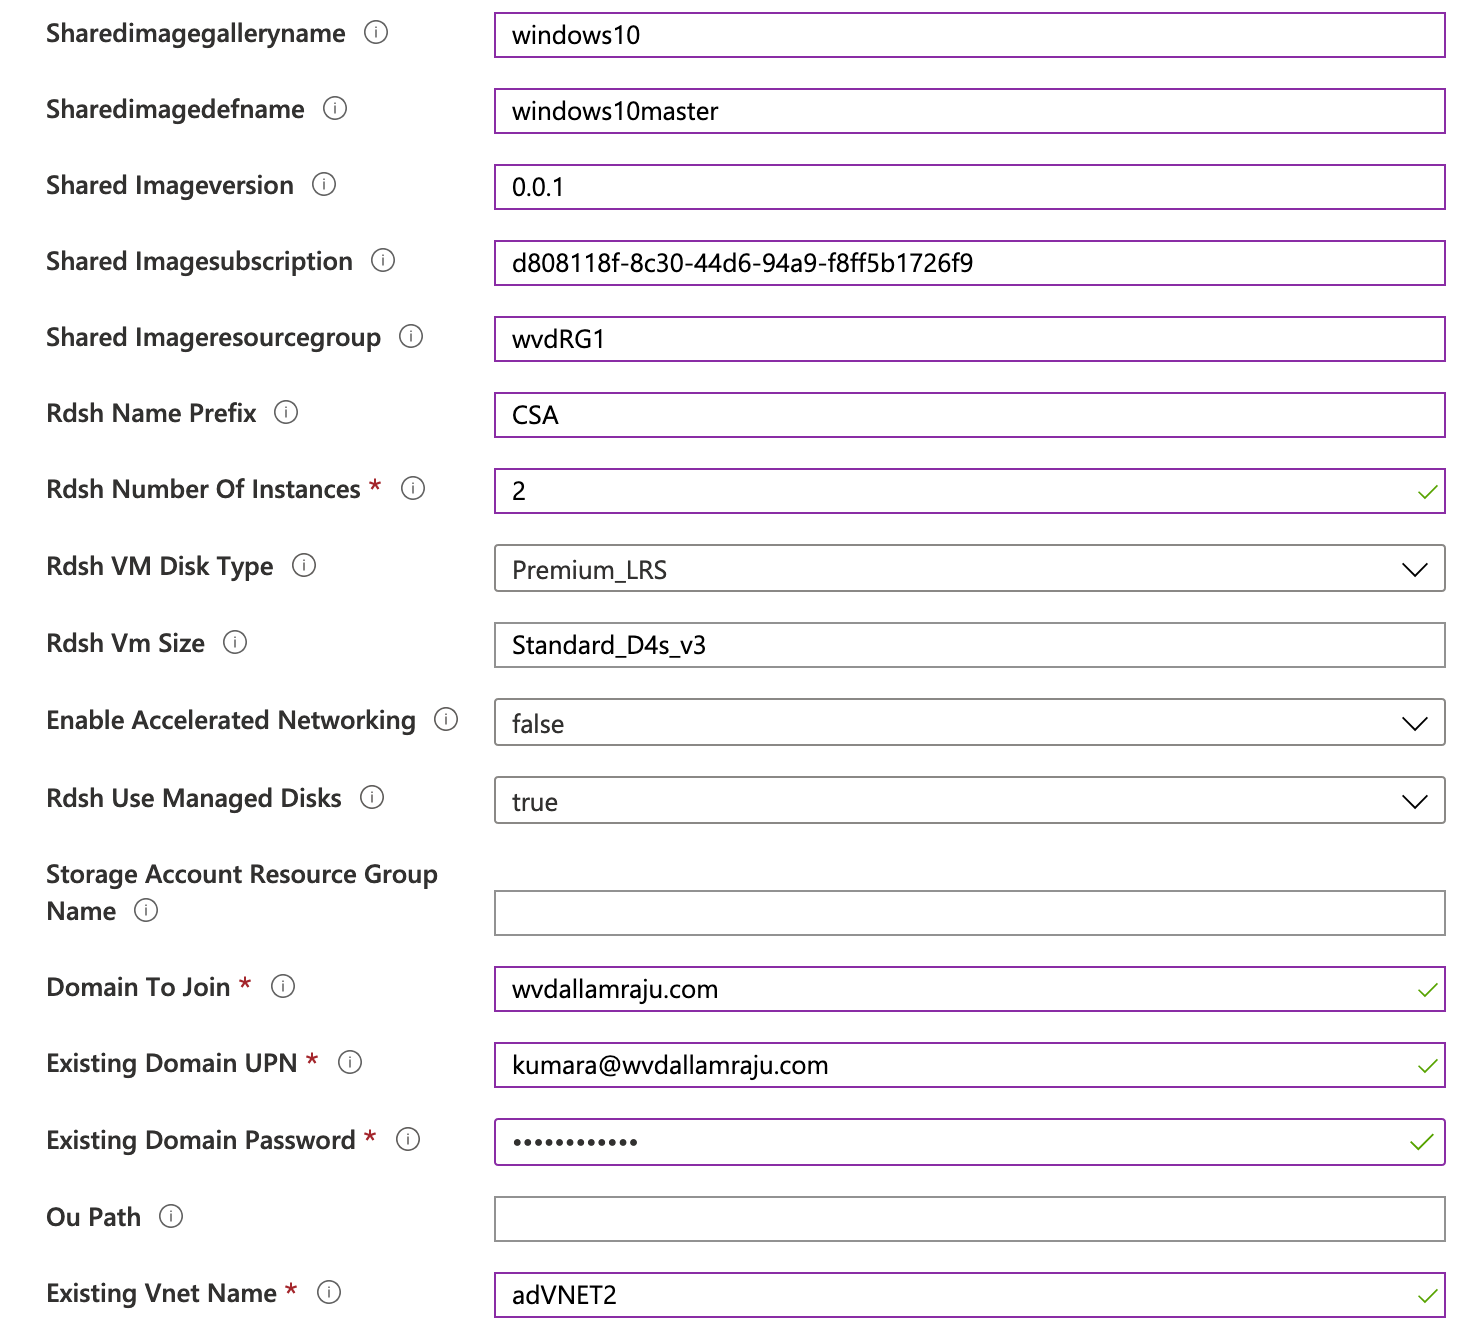 Sharedimagegalleryname windows10
Sharedimagedefname windows10master
Shared Imageversion 0.0.1
Shared Imagesubscription d808118f-8c30-44d6-94a9-f8ff5b1726f9
Shared Imageresourcegroup wvdRG1
Rdsh Name Prefix CSA
Rdsh Number Of Instances * 2
Rdsh VM Disk Type Premium_LRS
Rdsh Vm Size Standard_D4s_v3
Enable Accelerated Networking false
Rdsh Use Managed Disks true
Storage Account Resource Group
Name
Domain To Join * wvdallamraju.com
Existing Domain UPN * kumara@wvdallamraju.com
Existing Domain Password * ••••••••••••
Ou Path
Existing Vnet Name * adVNET2